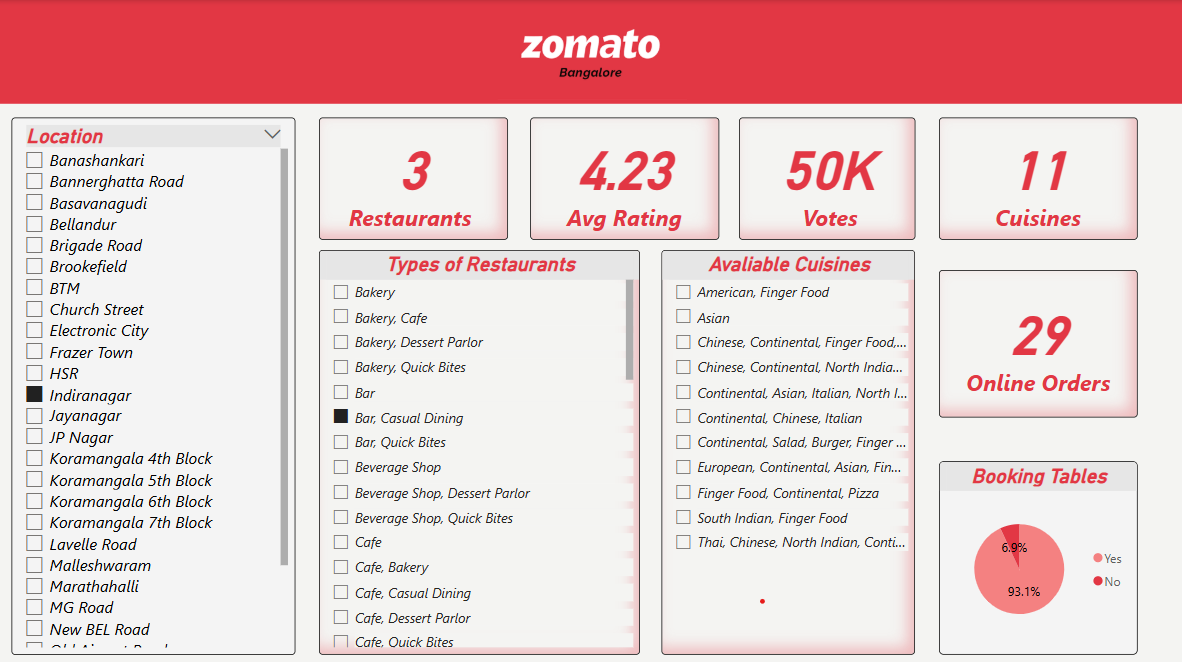 zomato
Bangalore
Location
Banashankari
Bannerghatta Road
Basavanagudi
Bellandur
Brigade Road
Brookefield
BTM
Church Street
Electronic City
Frazer Town
HSR
Indiranagar
Jayanagar
JP Nagar
Koramangala 4th Block
Koramangala 5th Block
Koramangala 6th Block
Koramangala 7th Block
Lavelle Road
Malleshwaram
Marathahalli
MG Road
New BEL Road
3
Restaurants
4.23
Avg Rating
50K
Votes
11
Cuisines
Types of Restaurants
Bakery
Bakery, Cafe
Bakery, Dessert Parlor
Bakery, Quick Bites
Bar
Bar, Casual Dining
Bar, Quick Bites
Beverage Shop
Beverage Shop, Dessert Parlor
Beverage Shop, Quick Bites
Cafe
Cafe, Bakery
Cafe, Casual Dining
Cafe, Dessert Parlor
Cafe, Quick Bites
Avaliable Cuisines
American, Finger Food
Asian
Chinese, Continental, Finger Food,...
Chinese, Continental, North India...
Continental, Asian, Italian, North I...
Continental, Chinese, Italian
Continental, Salad, Burger, Finger ...
European, Continental, Asian, Fin...
Finger Food, Continental, Pizza
South Indian, Finger Food
Thai, Chinese, North Indian, Conti...
29
Online Orders
Booking Tables
6.9%
93.1%
Yes
No